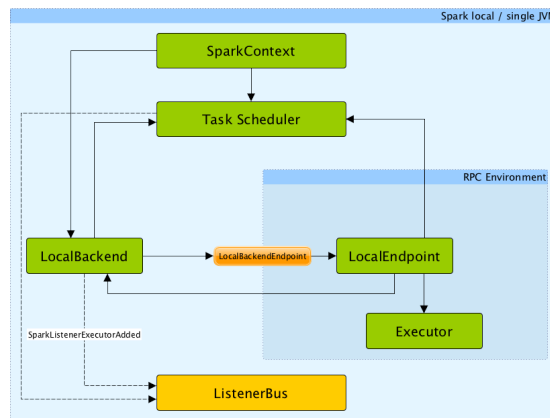 Spark local / single JVM
SparkContext
Task Scheduler
RPC Environment
LocalBackend
LocalBackendEndpoint
LocalEndpoint
Executor
SparkListenerExecutorAdded
ListenerBus